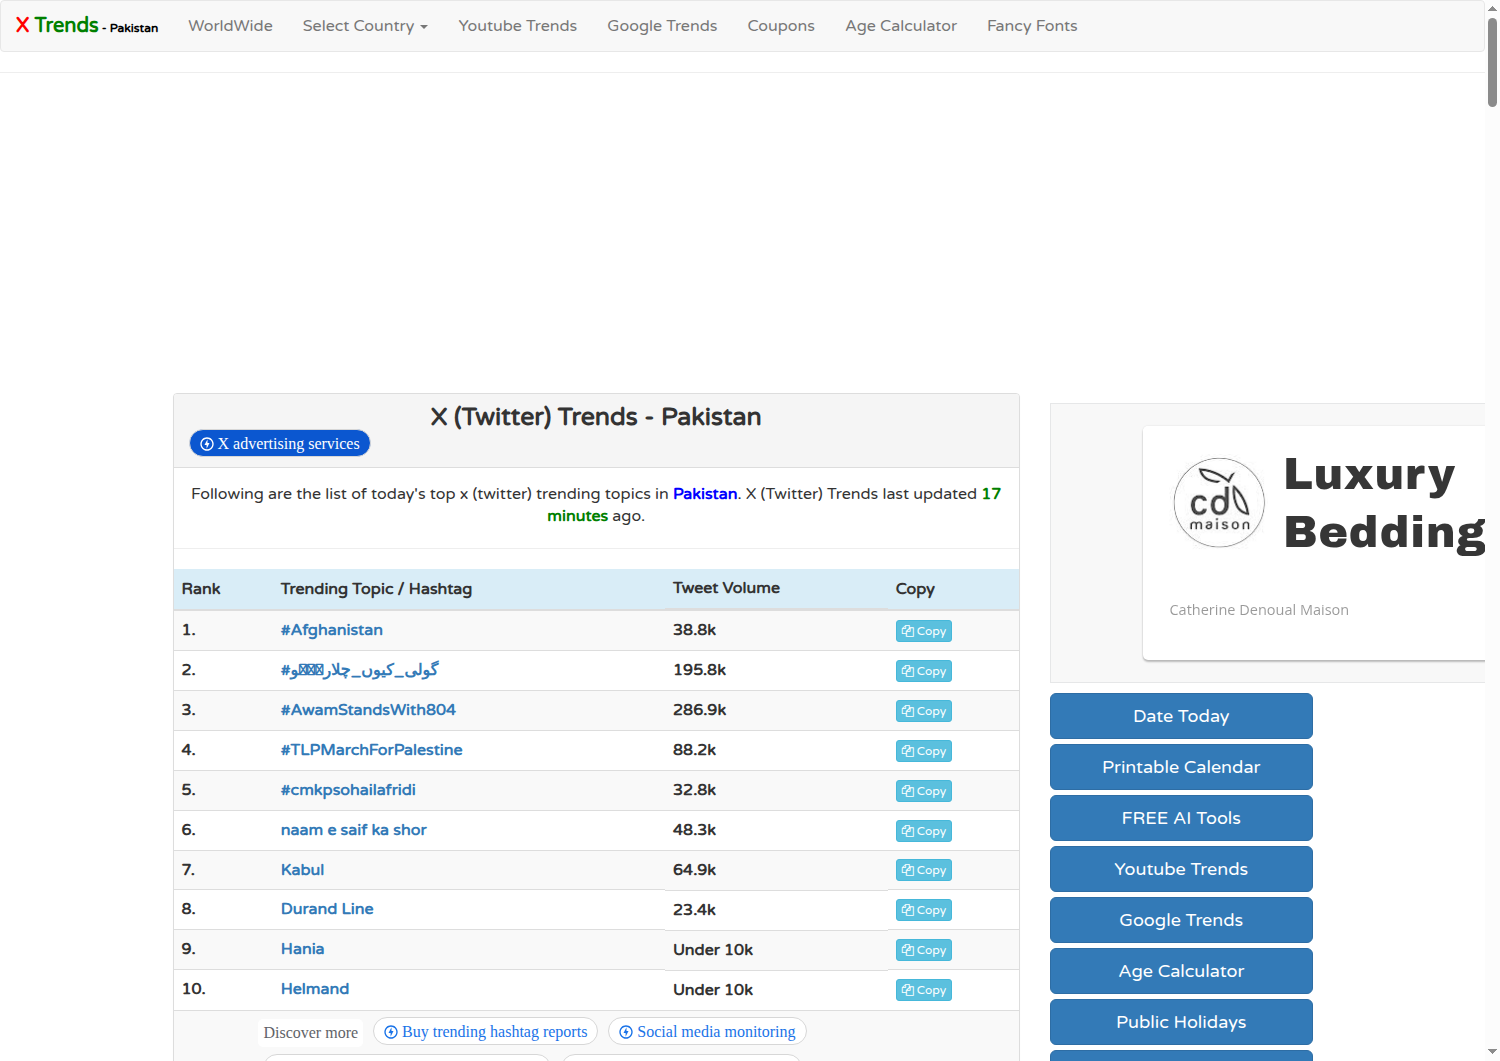 X Trends - Pakistan WorldWide Select Country Youtube Trends Google Trends Coupons Age Calculator Fancy Fonts
X (Twitter) Trends - Pakistan
X advertising services
Following are the list of today's top x (twitter) trending topics in Pakistan. X (Twitter) Trends last updated 17
minutes ago.
Rank Trending Topic / Hashtag Tweet Volume Copy
1. #Afghanistan 38.8k Copy
2. 195.8k Copy
3. #AwamStandsWith804 286.9k Copy
4. #TLPMarchForPalestine 88.2k Copy
5. #cmkpsohailafridi 32.8k Copy
6. naam e saif ka shor 48.3k Copy
7. Kabul 64.9k Copy
8. Durand Line 23.4k Copy
9. Hania Under 10k Copy
10. Helmand Under 10k Copy
Discover more Buy trending hashtag reports Social media monitoring
cd
maison
Luxury
Bedding
Catherine Denoual Maison
Date Today
Printable Calendar
FREE AI Tools
Youtube Trends
Google Trends
Age Calculator
Public Holidays